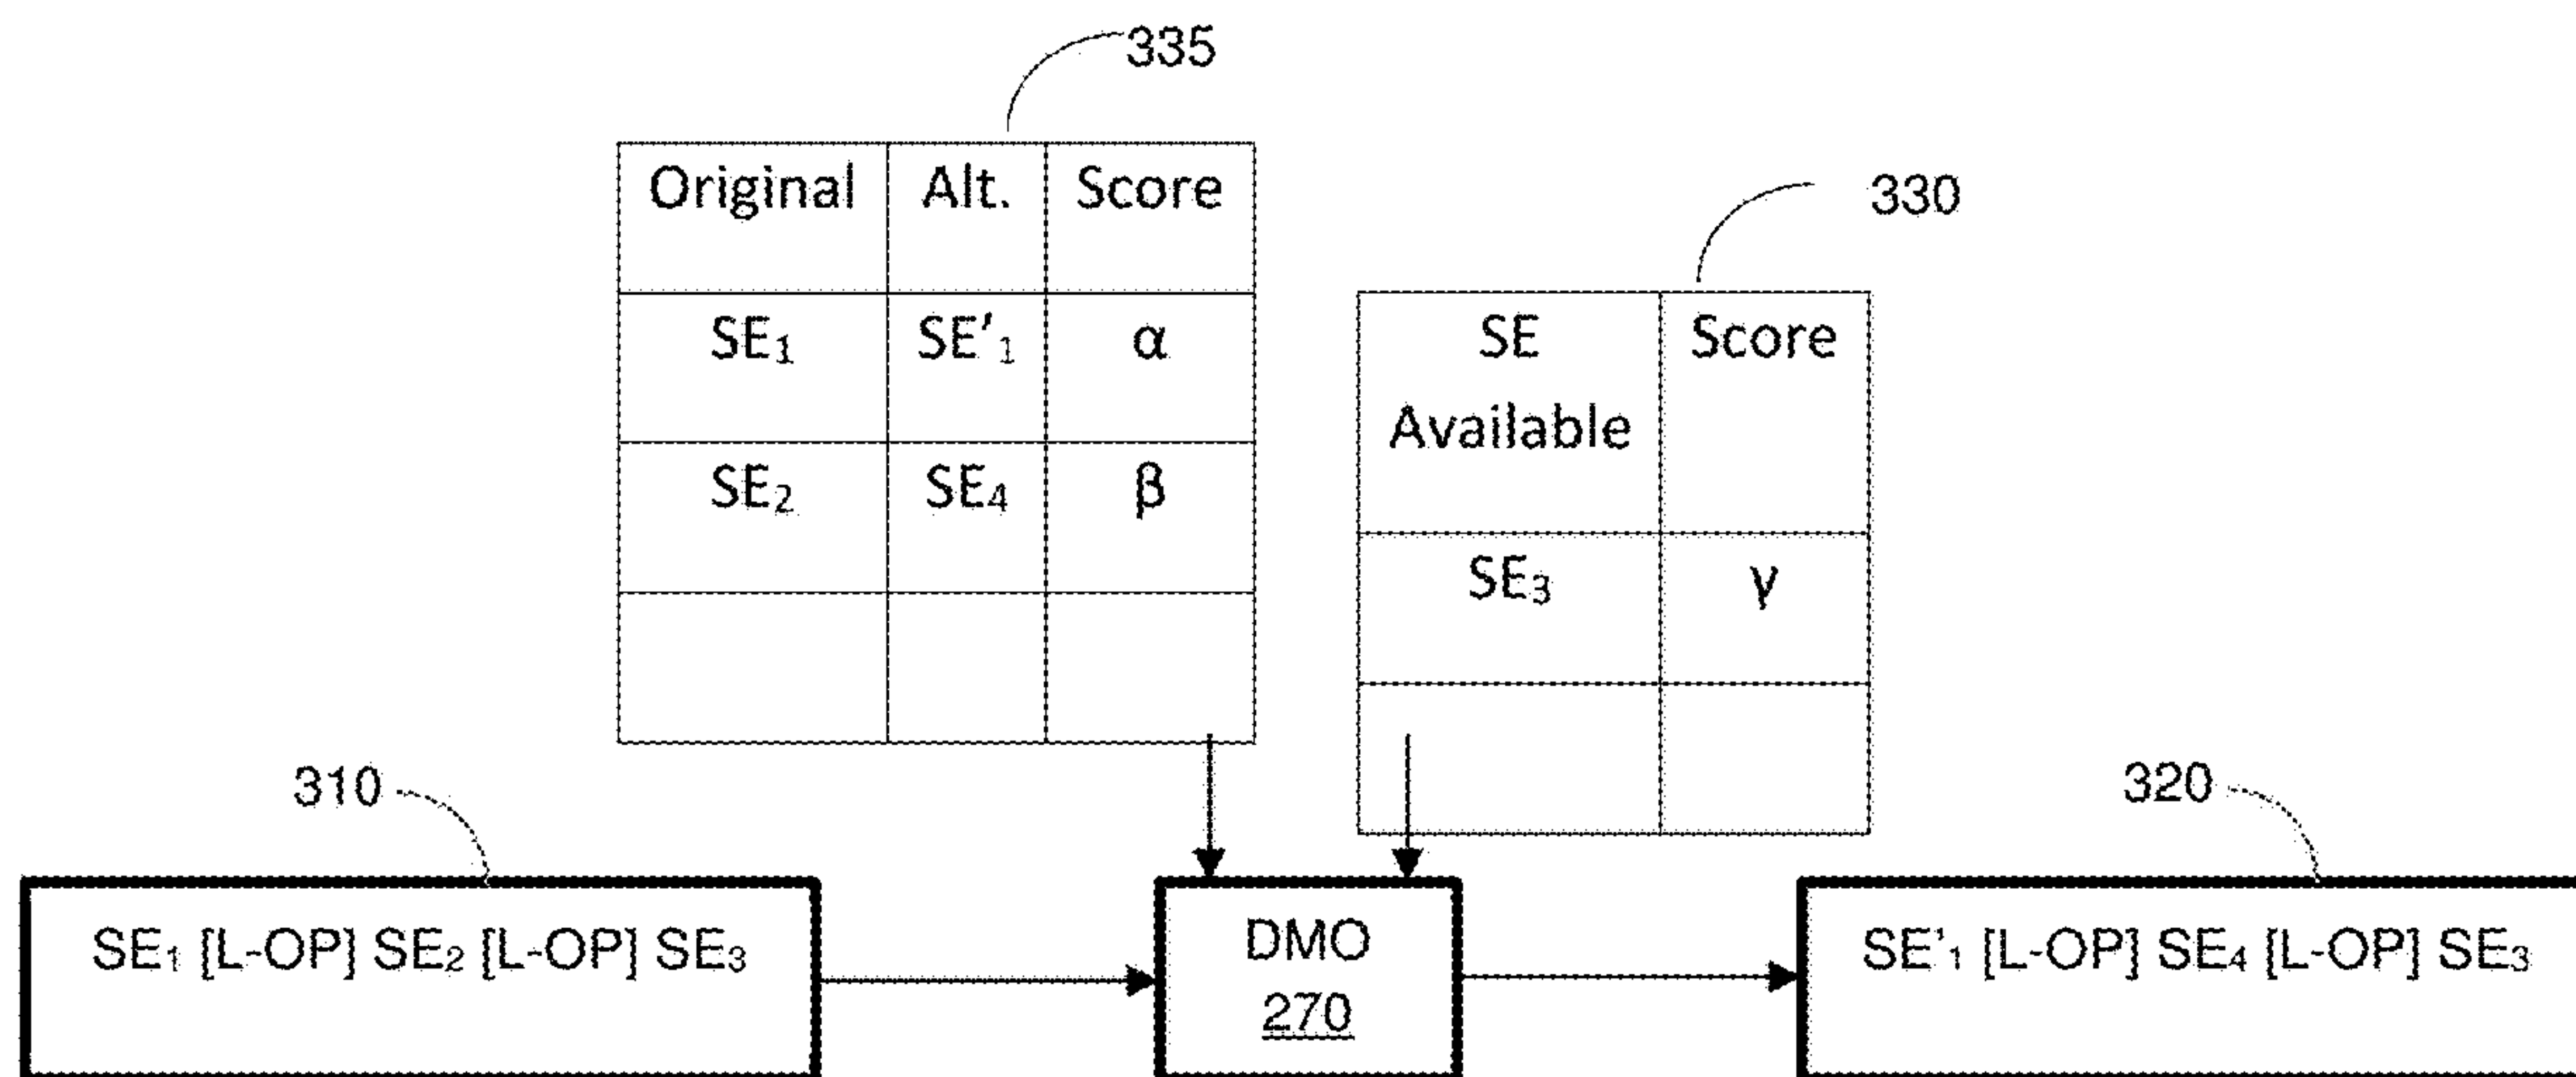 335
Original Alt. Score
SE₁ SE'₁ α
SE₂ SE₄ β
330
SE Score
Available
SE₃ γ
310
SE₁ [L-OP] SE₂ [L-OP] SE₃
DMO
270
320
SE'₁ [L-OP] SE₄ [L-OP] SE₃